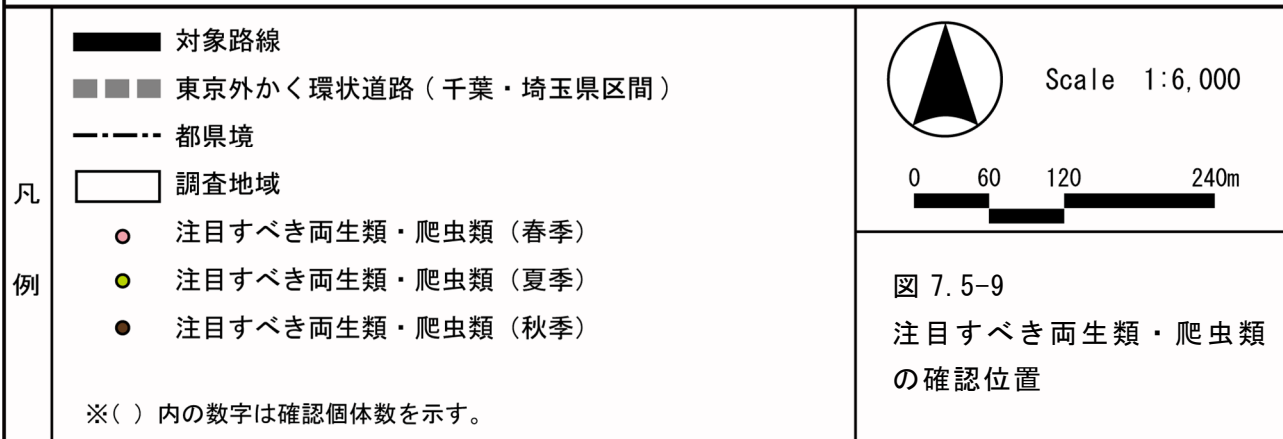 凡
例
対象路線
東京外かく環状道路(千葉・埼玉県区間)
都県境
調査地域
注目すべき両生類・爬虫類(春季)
注目すべき両生類・爬虫類(夏季)
注目すべき両生類・爬虫類(秋季)
※( )内の数字は確認個体数を示す。
Scale 1:6,000
0 60 120 240m
図 7.5-9
注目すべき両生類・爬虫類
の確認位置